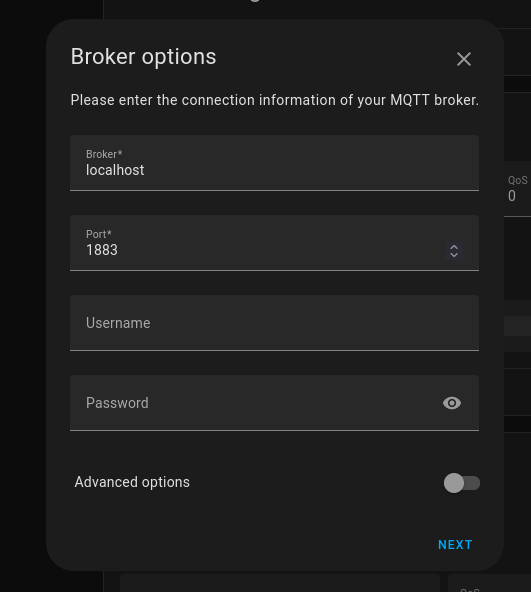 Broker options
Please enter the connection information of your MQTT broker.
Broker*
localhost
Port*
1883
QoS
0
Username
Password
Advanced options
NEXT
QoS